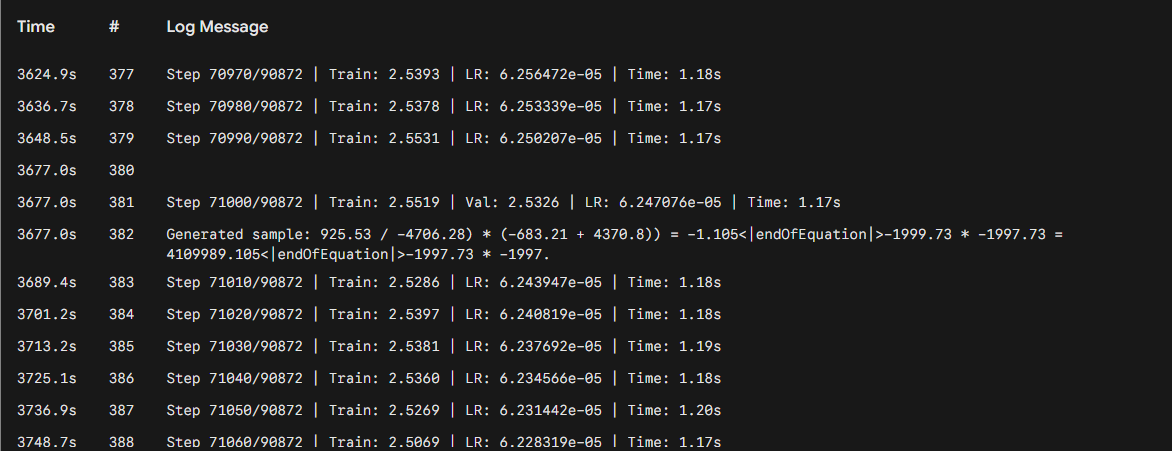 Time # Log Message
3624.9s 377 Step 70970/90872 | Train: 2.5393 | LR: 6.256472e-05 | Time: 1.18s
3636.7s 378 Step 70980/90872 | Train: 2.5378 | LR: 6.253339e-05 | Time: 1.17s
3648.5s 379 Step 70990/90872 | Train: 2.5531 | LR: 6.250207e-05 | Time: 1.17s
3677.0s 380
3677.0s 381 Step 71000/90872 | Train: 2.5519 | Val: 2.5326 | LR: 6.247076e-05 | Time: 1.17s
3677.0s 382 Generated sample: 925.53 / -4706.28) * (-683.21 + 4370.8)) = -1.105<|endOfEquation|>-1999.73 * -1997.73 =
4109989.105<|endOfEquation|>-1997.73 * -1997.
3689.4s 383 Step 71010/90872 | Train: 2.5286 | LR: 6.243947e-05 | Time: 1.18s
3701.2s 384 Step 71020/90872 | Train: 2.5397 | LR: 6.240819e-05 | Time: 1.18s
3713.2s 385 Step 71030/90872 | Train: 2.5381 | LR: 6.237692e-05 | Time: 1.19s
3725.1s 386 Step 71040/90872 | Train: 2.5360 | LR: 6.234566e-05 | Time: 1.18s
3736.9s 387 Step 71050/90872 | Train: 2.5269 | LR: 6.231442e-05 | Time: 1.20s
3748.7s 388 Step 71060/90872 | Train: 2.5069 | LR: 6.228319e-05 | Time: 1.17s